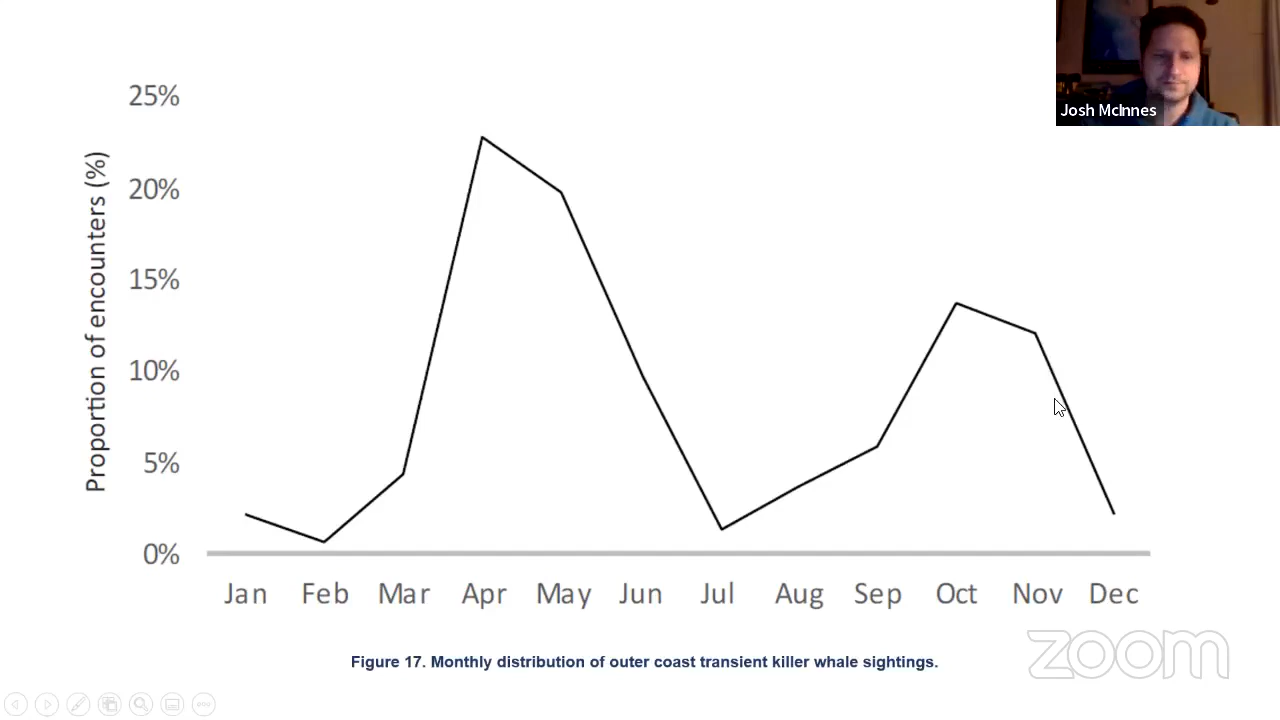 Josh McInnes
25%
20%
15%
10%
5%
0%
Proportion of encounters (%)
Jan Feb Mar Apr May Jun Jul Aug Sep Oct Nov Dec
zoom
Figure 17. Monthly distribution of outer coast transient killer whale sightings.